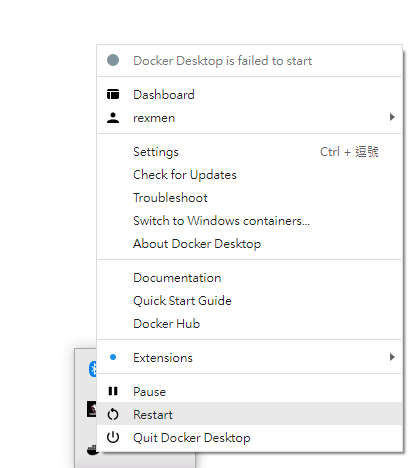 Docker Desktop is failed to start
Dashboard
rexmen
Settings Ctrl + 逗號
Check for Updates
Troubleshoot
Switch to Windows containers...
About Docker Desktop
Documentation
Quick Start Guide
Docker Hub
Extensions
Pause
Restart
Quit Docker Desktop